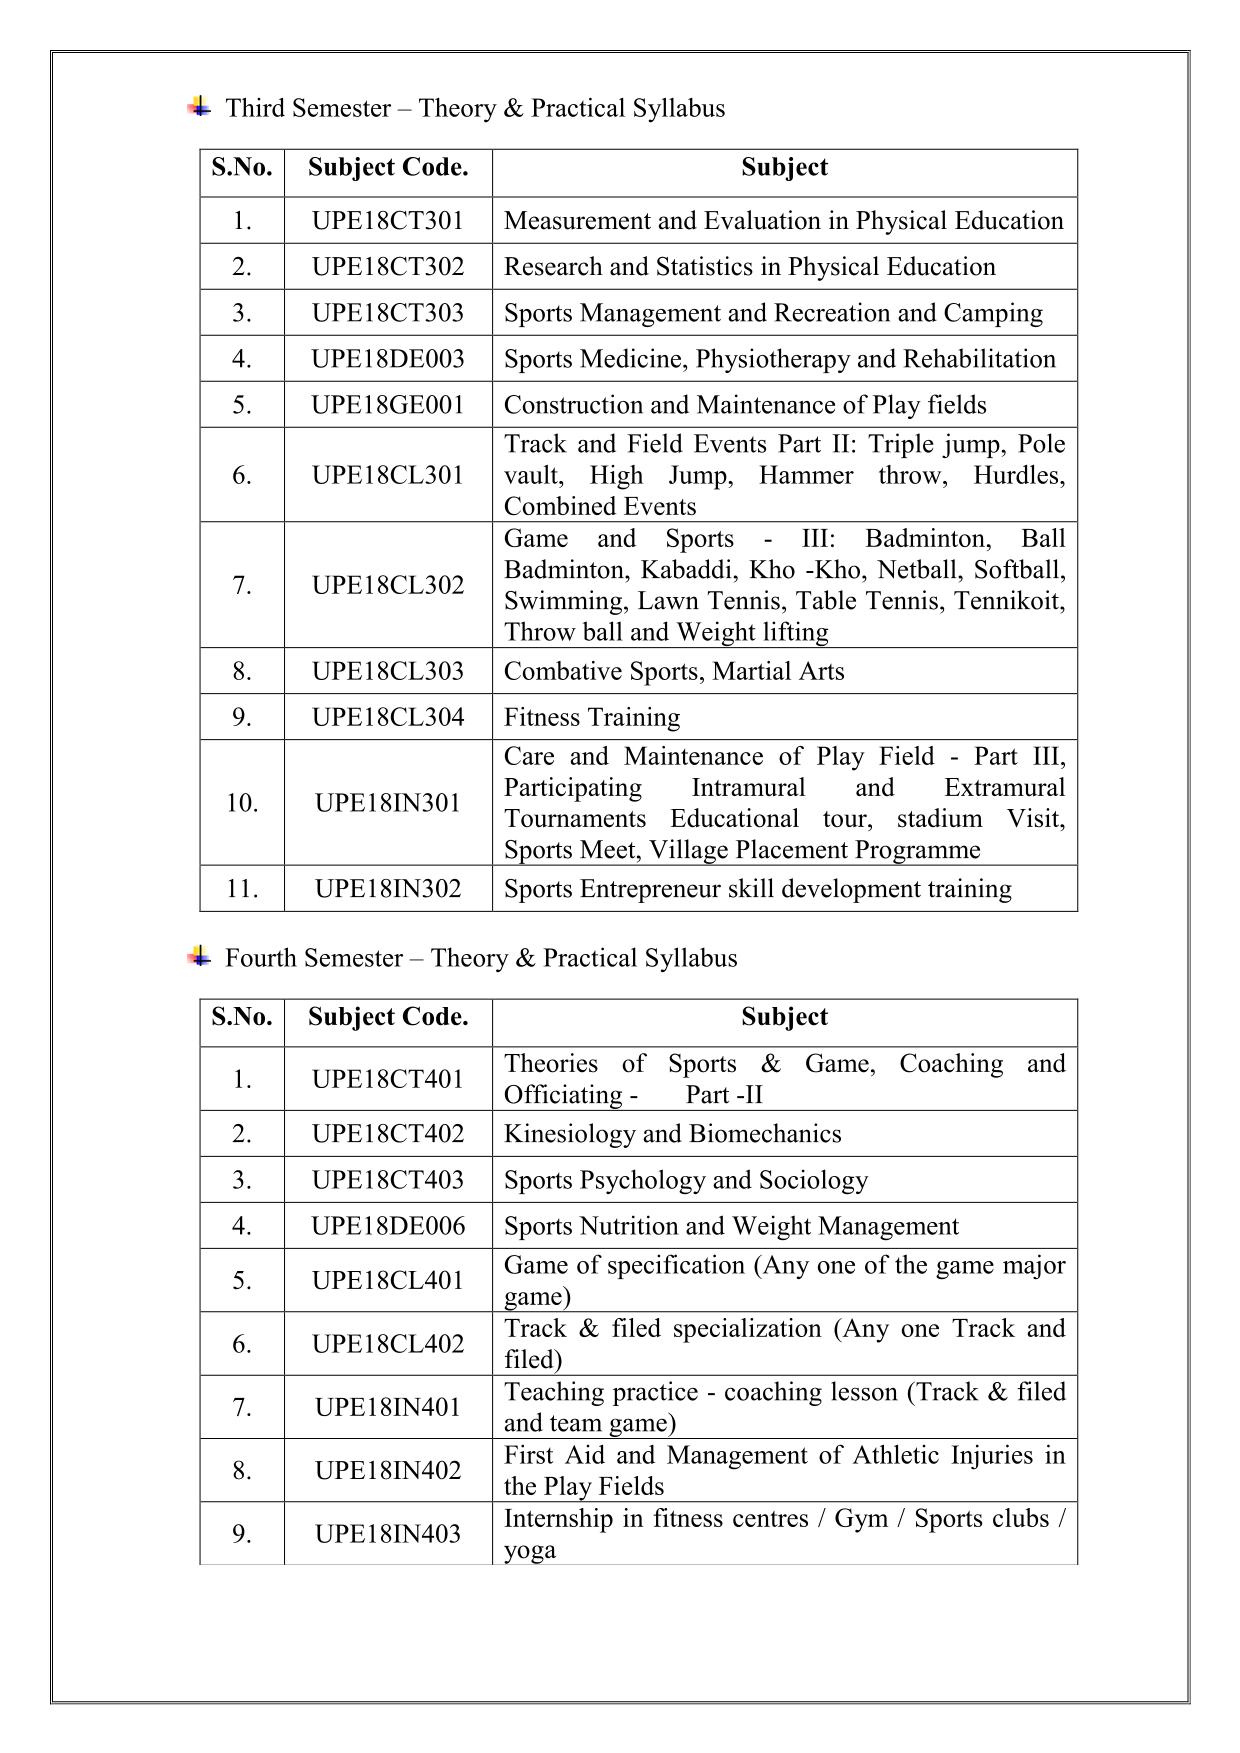 Third Semester – Theory & Practical Syllabus
S.No. Subject Code. Subject
1. UPE18CT301 Measurement and Evaluation in Physical Education
2. UPE18CT302 Research and Statistics in Physical Education
3. UPE18CT303 Sports Management and Recreation and Camping
4. UPE18DE003 Sports Medicine, Physiotherapy and Rehabilitation
5. UPE18GE001 Construction and Maintenance of Play fields
6. UPE18CL301 Track and Field Events Part II: Triple jump, Pole
vault, High Jump, Hammer throw, Hurdles,
Combined Events
7. UPE18CL302 Game and Sports - III: Badminton, Ball
Badminton, Kabaddi, Kho -Kho, Netball, Softball,
Swimming, Lawn Tennis, Table Tennis, Tennikoit,
Throw ball and Weight lifting
8. UPE18CL303 Combative Sports, Martial Arts
9. UPE18CL304 Fitness Training
10. UPE18IN301 Care and Maintenance of Play Field - Part III,
Participating Intramural and Extramural
Tournaments Educational tour, stadium Visit,
Sports Meet, Village Placement Programme
11. UPE18IN302 Sports Entrepreneur skill development training
Fourth Semester – Theory & Practical Syllabus
S.No. Subject Code. Subject
1. UPE18CT401 Theories of Sports & Game, Coaching and
Officiating - Part -II
2. UPE18CT402 Kinesiology and Biomechanics
3. UPE18CT403 Sports Psychology and Sociology
4. UPE18DE006 Sports Nutrition and Weight Management
5. UPE18CL401 Game of specification (Any one of the game major
game)
6. UPE18CL402 Track & filed specialization (Any one Track and
filed)
7. UPE18IN401 Teaching practice - coaching lesson (Track & filed
and team game)
8. UPE18IN402 First Aid and Management of Athletic Injuries in
the Play Fields
9. UPE18IN403 Internship in fitness centres / Gym / Sports clubs /
yoga